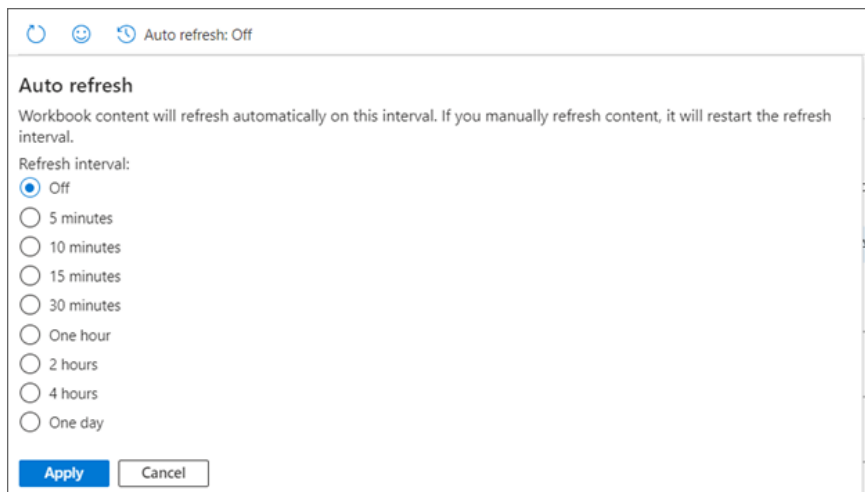 Auto refresh: Off
Auto refresh
Workbook content will refresh automatically on this interval. If you manually refresh content, it will restart the refresh
interval.
Refresh interval:
Off
5 minutes
10 minutes
15 minutes
30 minutes
One hour
2 hours
4 hours
One day
Apply Cancel